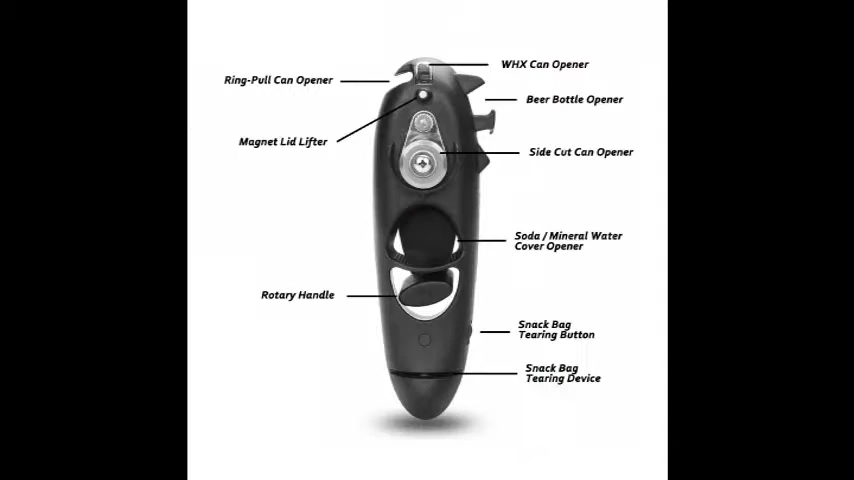 WHX Can Opener
Ring-Pull Can Opener
Beer Bottle Opener
Magnet Lid Lifter
Side Cut Can Opener
Soda / Mineral Water
Cover Opener
Rotary Handle
Snack Bag
Tearing Button
Snack Bag
Tearing Device